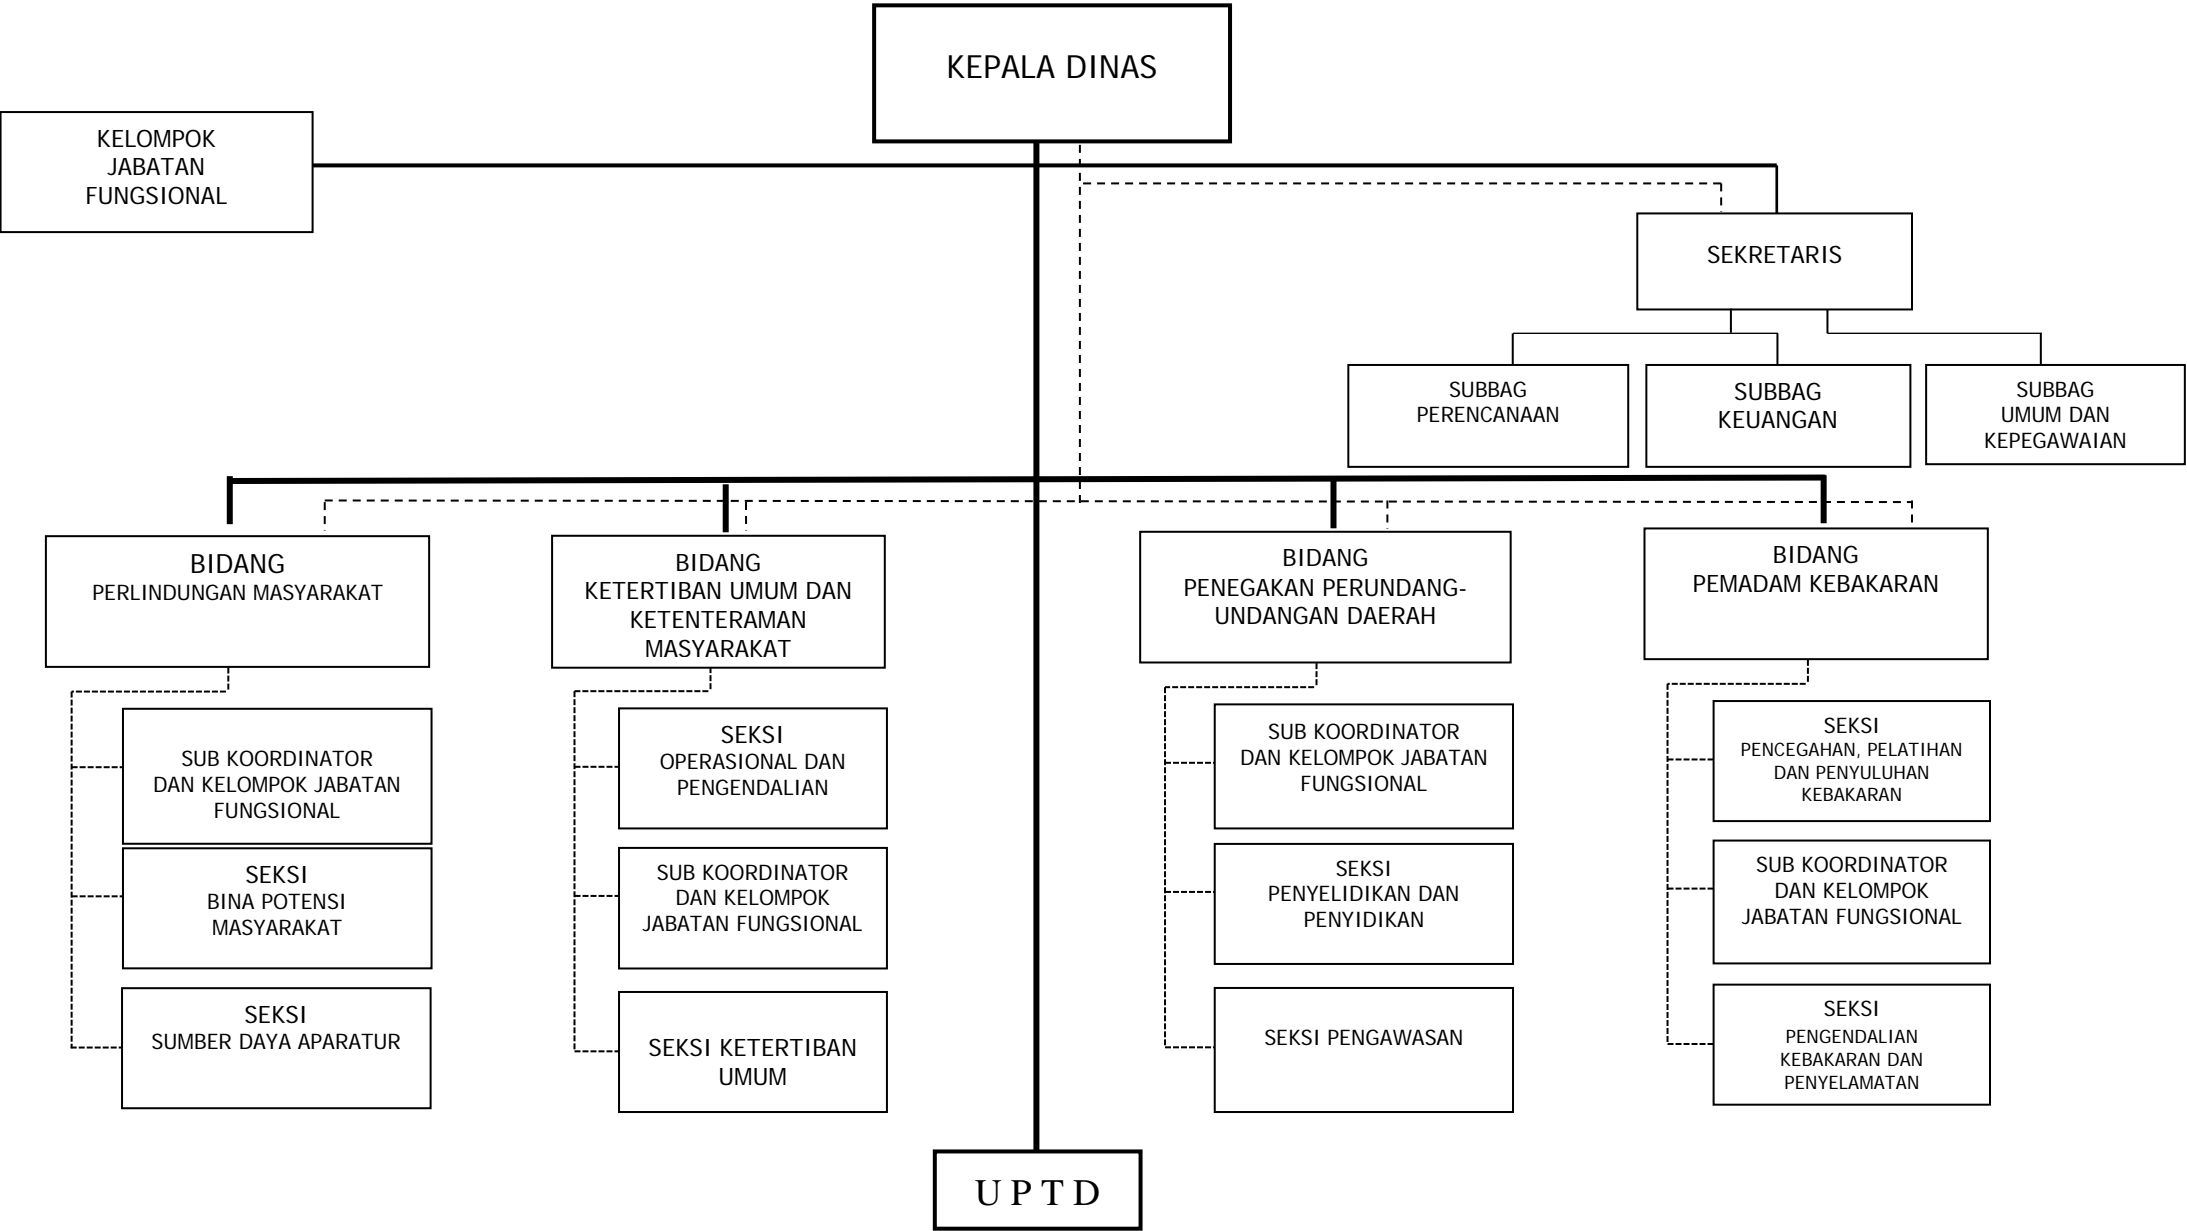 KEPALA DINAS
KELOMPOK
JABATAN
FUNGSIONAL
SEKRETARIS
SUBBAG
PERENCANAAN
SUBBAG
KEUANGAN
SUBBAG
UMUM DAN
KEPEGAWAIAN
BIDANG
PERLINDUNGAN MASYARAKAT
BIDANG
KETERTIBAN UMUM DAN
KETENTERAMAN
MASYARAKAT
BIDANG
PENEGAKAN PERUNDANG-
UNDANGAN DAERAH
BIDANG
PEMADAM KEBAKARAN
SUB KOORDINATOR
DAN KELOMPOK JABATAN
FUNGSIONAL
SEKSI
BINA POTENSI
MASYARAKAT
SEKSI
SUMBER DAYA APARATUR
SEKSI
OPERASIONAL DAN
PENGENDALIAN
SUB KOORDINATOR
DAN KELOMPOK
JABATAN FUNGSIONAL
SEKSI KETERTIBAN
UMUM
SUB KOORDINATOR
DAN KELOMPOK JABATAN
FUNGSIONAL
SEKSI
PENYELIDIKAN DAN
PENYIDIKAN
SEKSI PENGAWASAN
SEKSI
PENCEGAHAN, PELATIHAN
DAN PENYULUHAN
KEBAKARAN
SUB KOORDINATOR
DAN KELOMPOK
JABATAN FUNGSIONAL
SEKSI
PENGENDALIAN
KEBAKARAN DAN
PENYELAMATAN
U P T D